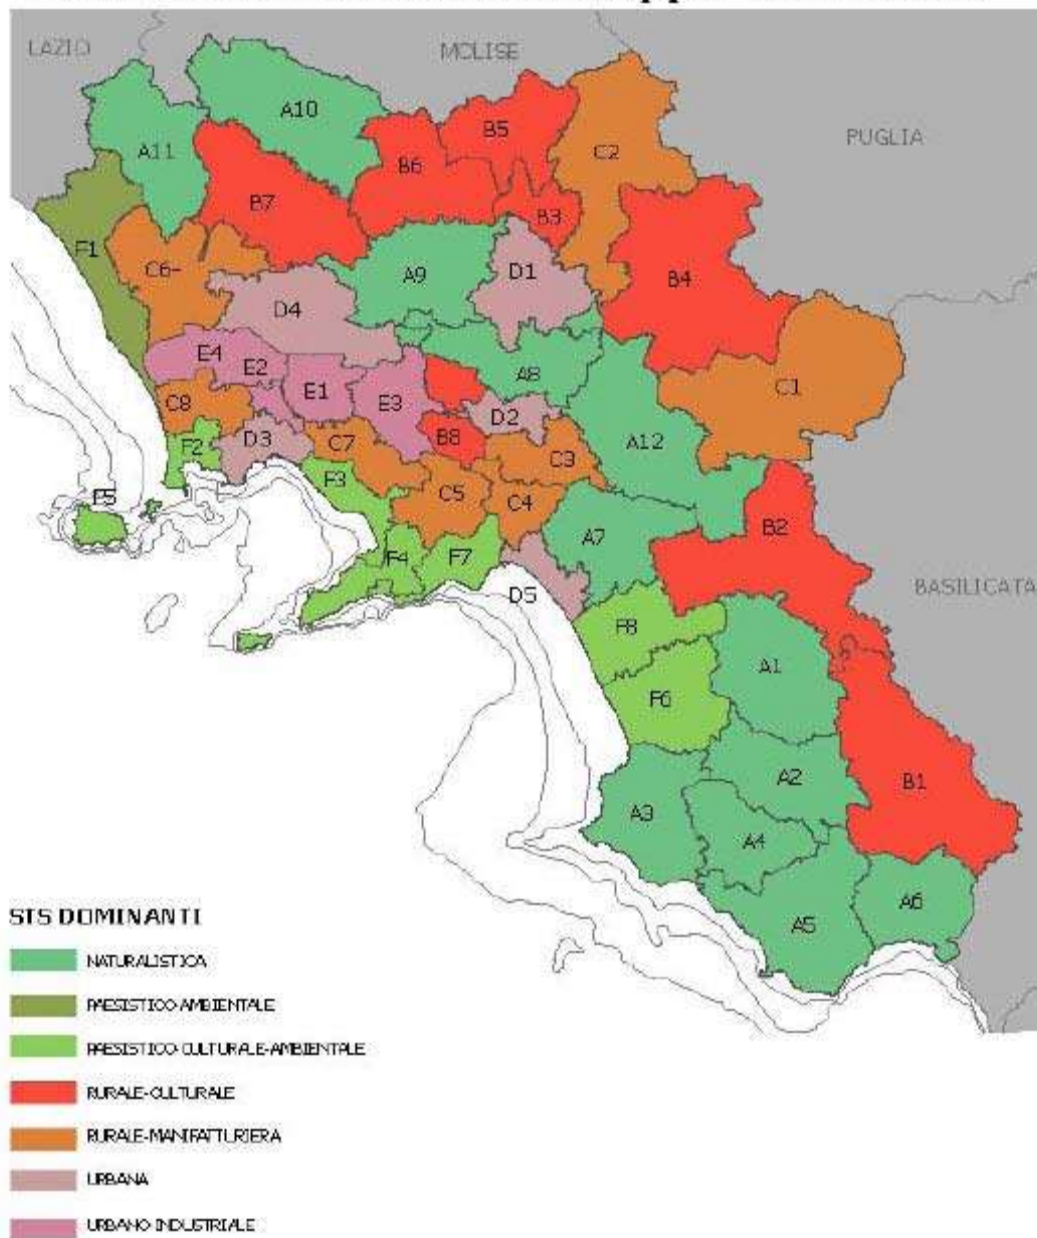 LAZIO
MOLISE
PUGLIA
BASILICATA
A10
A11
B5
C2
B6
B7
B3
F1
C6-
A9
D1
B4
D4
E4
E2
E1
E3
A8
C1
C8
D2
A12
F2
D3
C7
B8
C3
F3
F5
C5
C4
B2
A7
F4
F7
D5
F8
A1
F6
A2
B1
A3
A4
A6
A5
STS DOMINANTI
NATURALISTICA
PAESISTICO-AMBIENTALE
PAESISTICO-CULTURALE-AMBIENTALE
RURALE-CULTURALE
RURALE-MANIFATTURIERA
URBANA
URBANO INDUSTRIALE